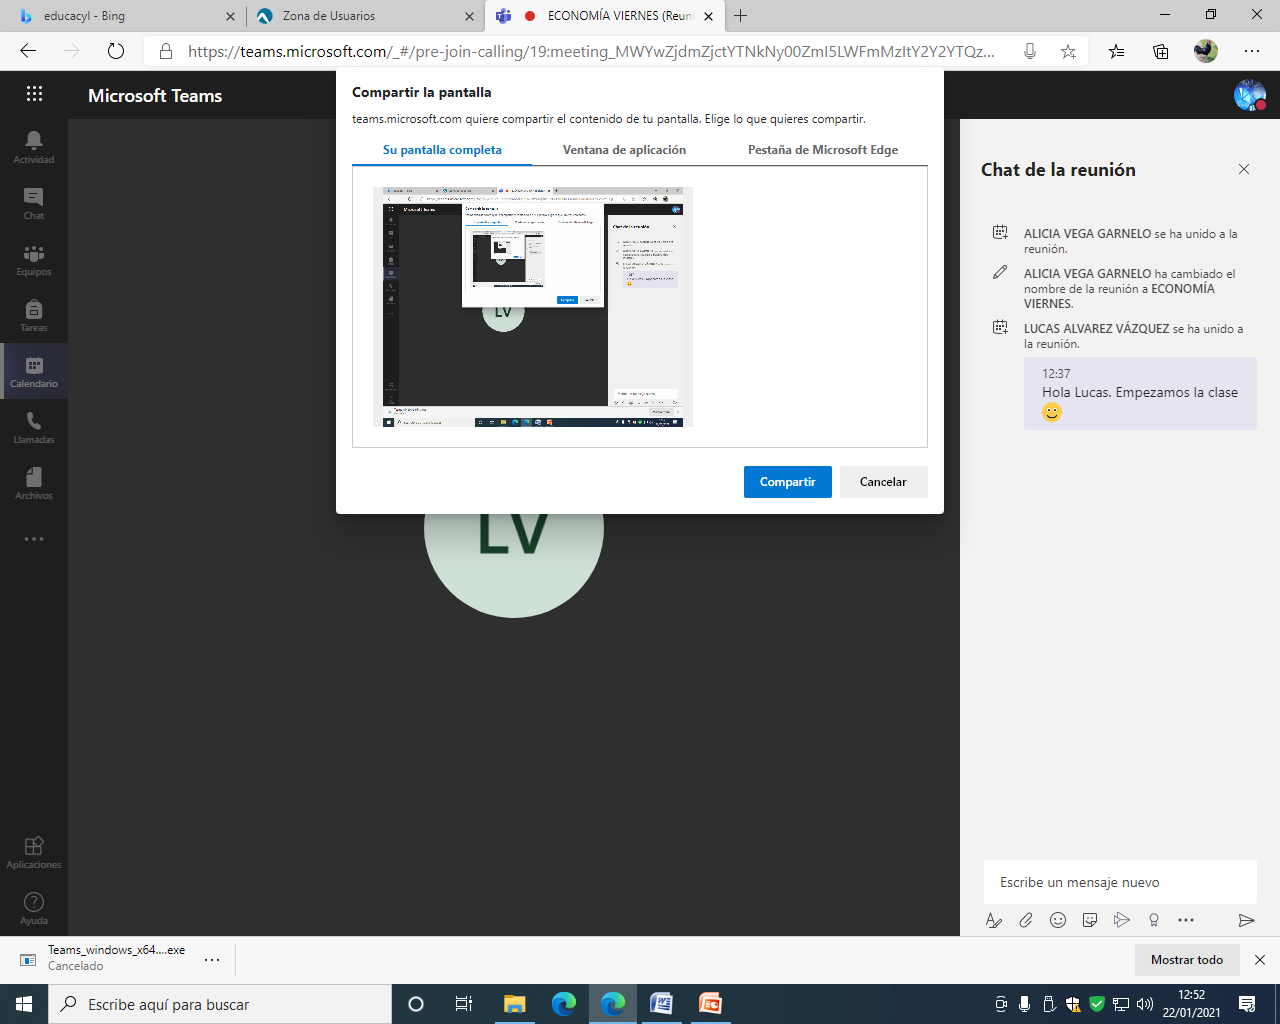 educacyl - Bing
Zona de Usuarios
ECONOMÍA VIERNES (Reuni
https://teams.microsoft.com/_#/pre-join-calling/19:meeting_MWYwZjdmZjctYTNkNy00ZmI5LWFmMzItY2Y2YTQz...
Microsoft Teams
Compartir la pantalla
teams.microsoft.com quiere compartir el contenido de tu pantalla. Elige lo que quieres compartir.
Su pantalla completa
Ventana de aplicación
Pestaña de Microsoft Edge
Compartir
Cancelar
LV
Actividad
Chat
Equipos
Tareas
Calendario
Llamadas
Archivos
Aplicaciones
Ayuda
Chat de la reunión
ALICIA VEGA GARNELO se ha unido a la
reunión.
ALICIA VEGA GARNELO ha cambiado el
nombre de la reunión a ECONOMÍA
VIERNES.
LUCAS ALVAREZ VÁZQUEZ se ha unido a
la reunión.
12:37
Hola Lucas. Empezamos la clase
Escribe un mensaje nuevo
Teams_windows_x64....exe
Cancelado
Mostrar todo
Escribe aquí para buscar
12:52
22/01/2021